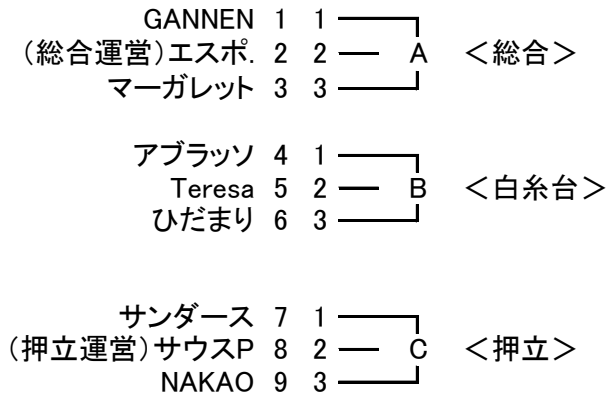 GANNEN 1 1
(総合運営)エスポ. 2 2 A <総合>
マーガレット 3 3
アブラッソ 4 1
Teresa 5 2 B <白糸台>
ひだまり 6 3
サンダース 7 1
(押立運営)サウスP 8 2 C <押立>
NAKAO 9 3